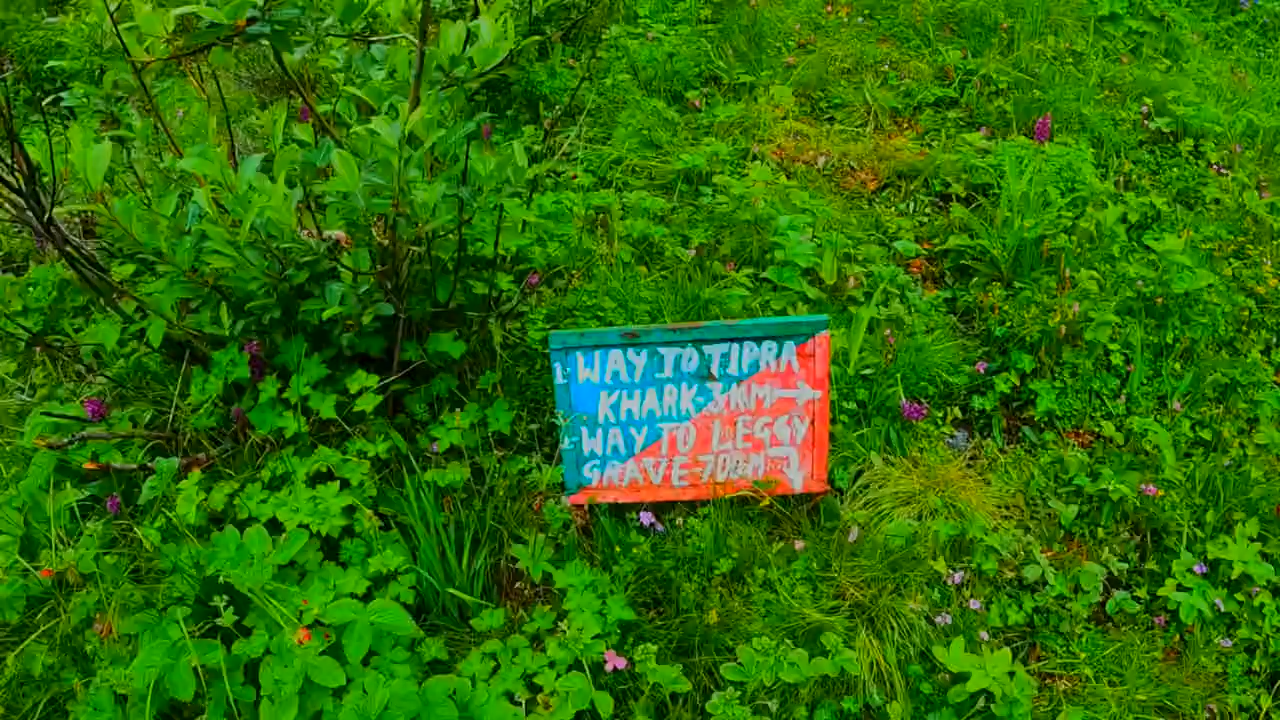 1- WAY TO TIPRA
KHARK 3KM →
2- WAY TO LEGGY
GRAVE 700M